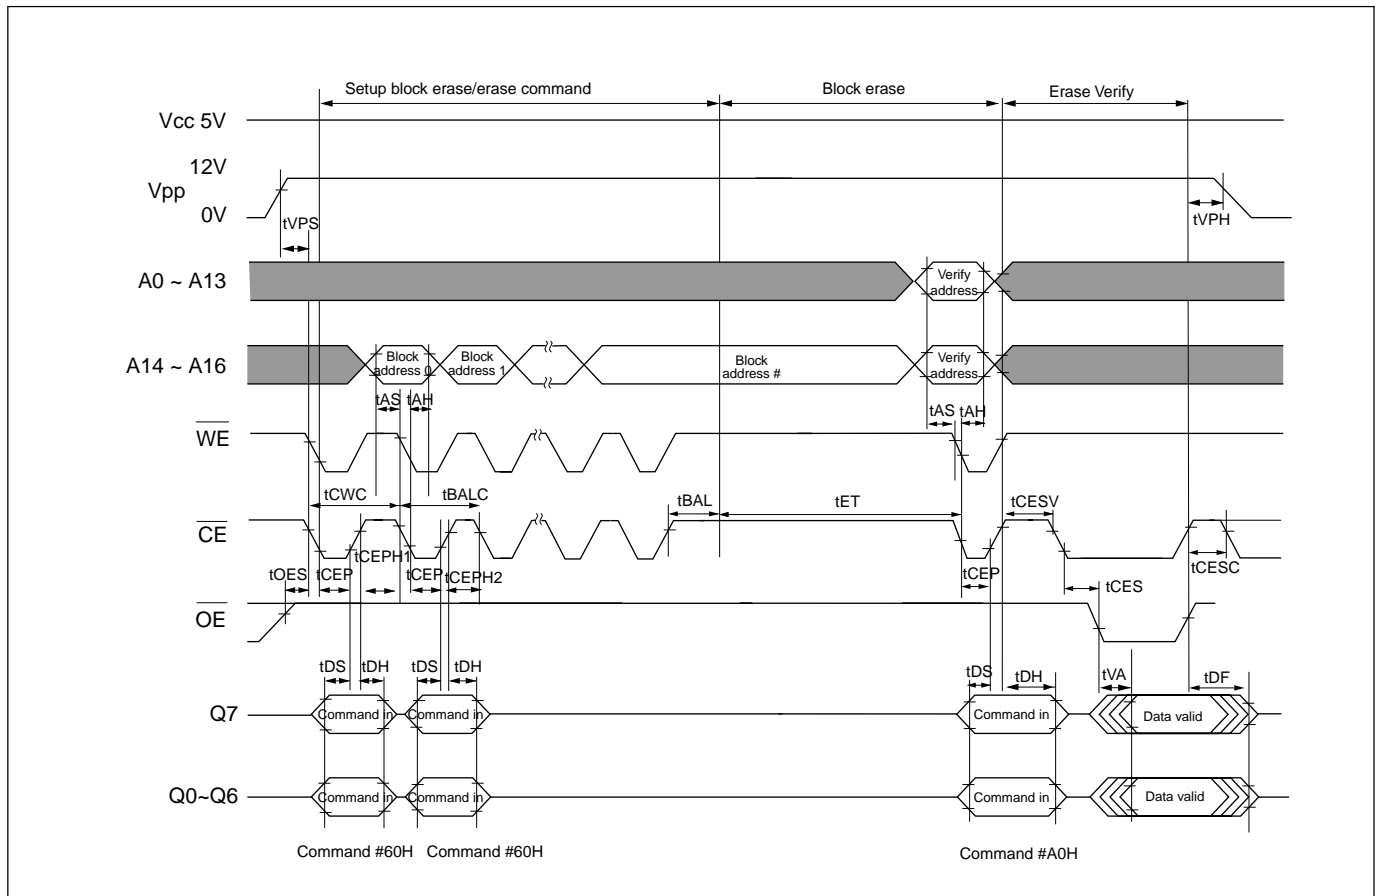 Setup block erase/erase command
Block erase
Erase Verify
Vcc 5V
12V
Vpp
0V
tVPS
tVPH
A0 ~ A13
Verify
address
A14 ~ A16
Block
address 0
Block
address 1
Block
address #
Verify
address
tAS
tAH
tAS
tAH
WE
tCWC
tBALC
tBAL
tET
tCESV
CE
tCEPH1
tOES
tCEP
tCEP
tCEPH2
tCEP
tCES
tCESC
OE
tDS
tDH
tDS
tDH
tDS
tDH
tVA
tDF
Q7
Command in
Command in
Command in
Data valid
Q0~Q6
Command in
Command in
Command in
Data valid
Command #60H
Command #60H
Command #A0H